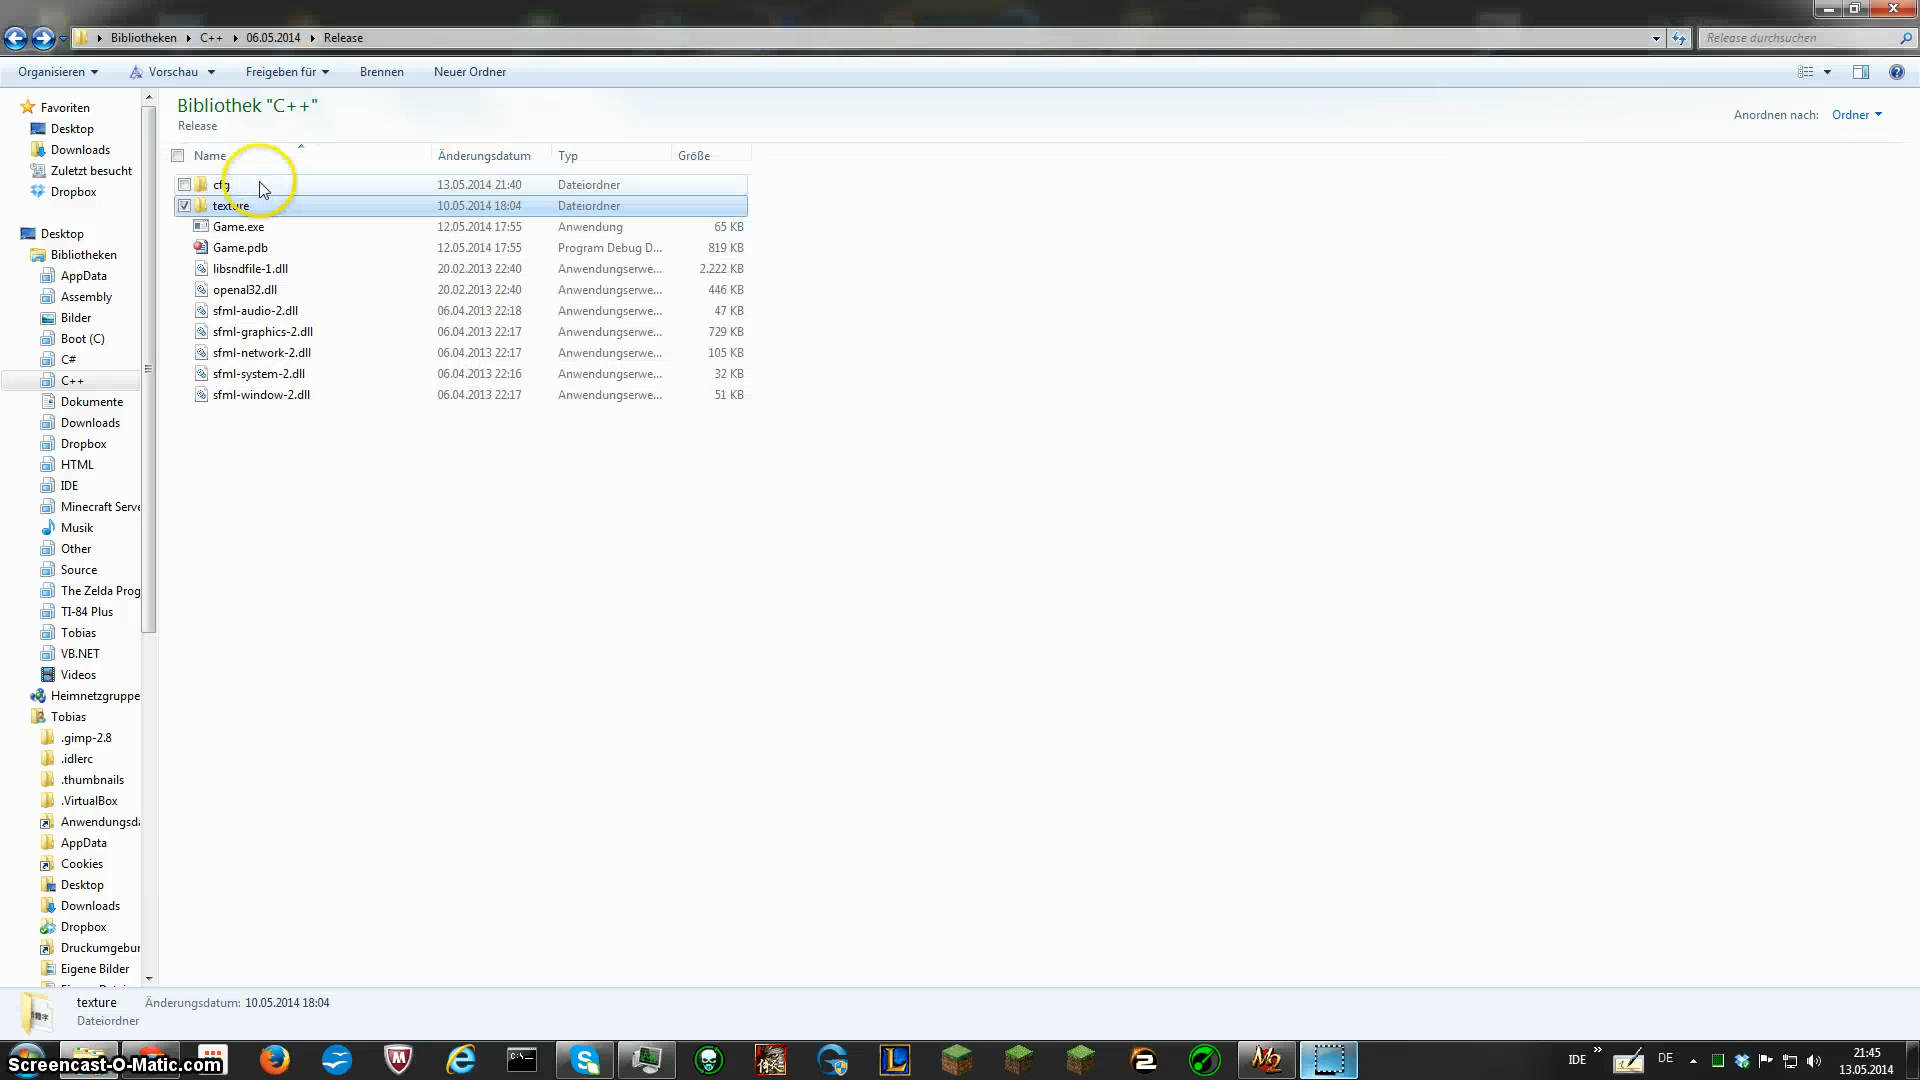 Bibliotheken C++ 06.05.2014 Release
Release durchsuchen
Organisieren Vorschau Freigeben für Brennen Neuer Ordner
Favoriten
Desktop
Downloads
Zuletzt besucht
Dropbox
Desktop
Bibliotheken
AppData
Assembly
Bilder
Boot (C)
C#
C++
Dokumente
Downloads
Dropbox
HTML
IDE
Minecraft Serve
Musik
Other
Source
The Zelda Prog
TI-84 Plus
Tobias
VB.NET
Videos
Heimnetzgruppe
Tobias
.gimp-2.8
.idlerc
.thumbnails
.VirtualBox
Anwendungsda
AppData
Cookies
Desktop
Downloads
Dropbox
Druckumgebur
Eigene Bilder
Bibliothek "C++"
Release
Anordnen nach: Ordner
Name Änderungsdatum Typ Größe
cfg 13.05.2014 21:40 Dateiordner
texture 10.05.2014 18:04 Dateiordner
Game.exe 12.05.2014 17:55 Anwendung 65 KB
Game.pdb 12.05.2014 17:55 Program Debug D... 819 KB
libsndfile-1.dll 20.02.2013 22:40 Anwendungserwe... 2.222 KB
openal32.dll 20.02.2013 22:40 Anwendungserwe... 446 KB
sfml-audio-2.dll 06.04.2013 22:18 Anwendungserwe... 47 KB
sfml-graphics-2.dll 06.04.2013 22:17 Anwendungserwe... 729 KB
sfml-network-2.dll 06.04.2013 22:17 Anwendungserwe... 105 KB
sfml-system-2.dll 06.04.2013 22:16 Anwendungserwe... 32 KB
sfml-window-2.dll 06.04.2013 22:17 Anwendungserwe... 51 KB
texture Änderungsdatum: 10.05.2014 18:04
Dateiordner
Screencast-O-Matic.com
IDE » DE
21:45
13.05.2014